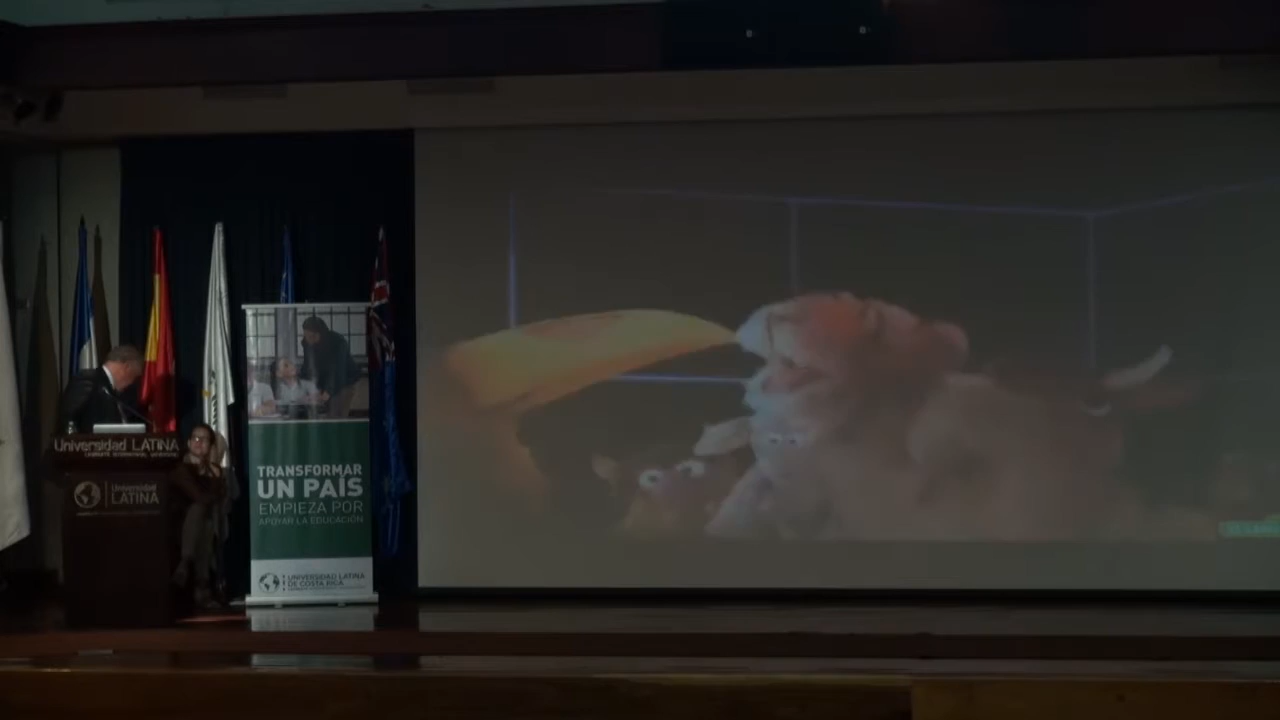 Universidad LATINA
Universidad
LATINA
TRANSFORMAR
UN PAÍS
EMPIEZA POR
APOYAR LA EDUCACIÓN
UNIVERSIDAD LATINA
DE COSTA RICA